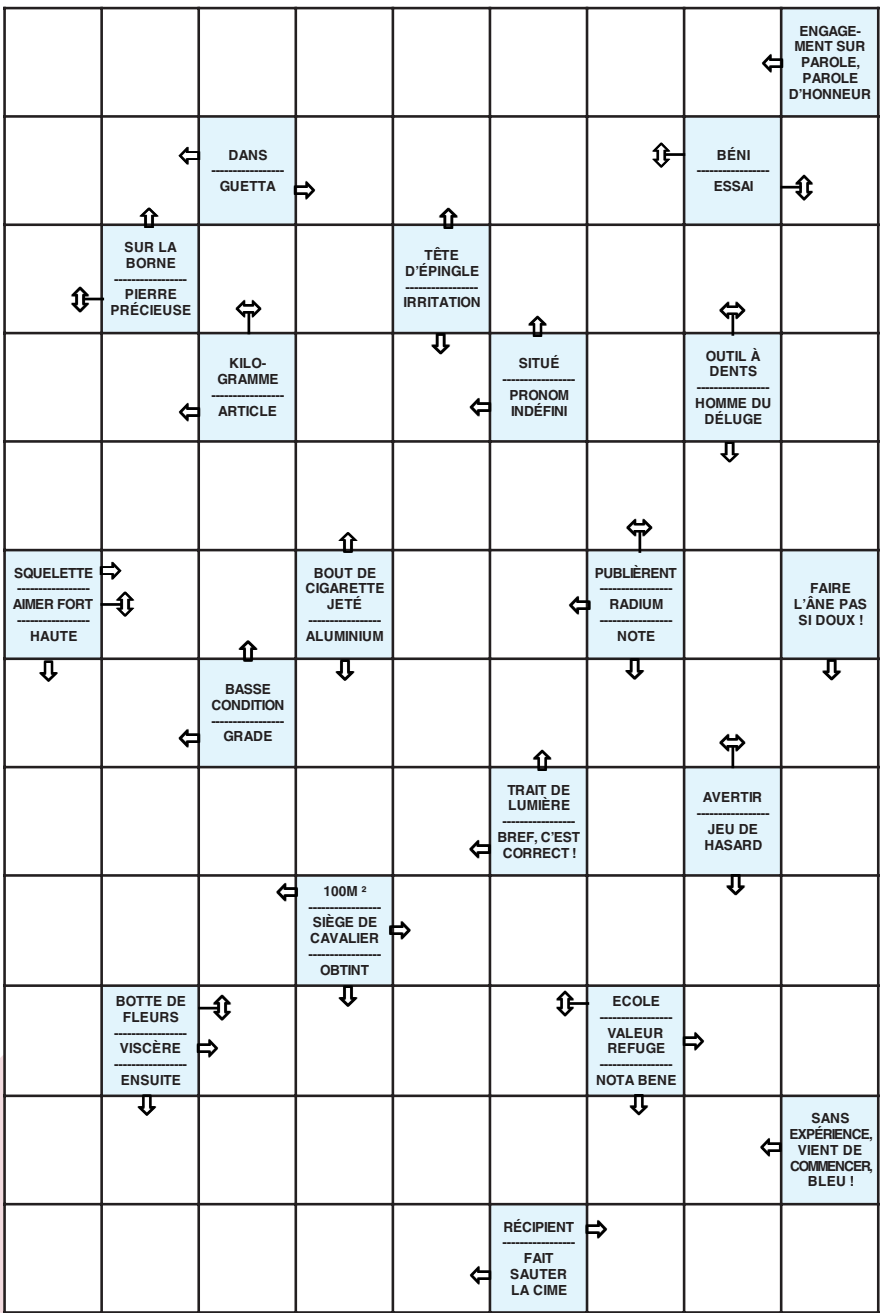 ENGAGE-
MENT SUR
PAROLE,
PAROLE
D'HONNEUR
DANS
GUETTA
BÉNI
ESSAI
SUR LA
BORNE
PIERRE
PRÉCIEUSE
TÊTE
D'ÉPINGLE
IRRITATION
KILO-
GRAMME
ARTICLE
SITUÉ
PRONOM
INDÉFINI
OUTIL À
DENTS
HOMME DU
DÉLUGE
SQUELETTE
AIMER FORT
HAUTE
BOUT DE
CIGARETTE
JETÉ
ALUMINIUM
PUBLIÈRENT
RADIUM
NOTE
FAIRE
L'ÂNE PAS
SI DOUX !
BASSE
CONDITION
GRADE
TRAIT DE
LUMIÈRE
BREF, C'EST
CORRECT !
AVERTIR
JEU DE
HASARD
100M ²
SIÈGE DE
CAVALIER
OBTINT
BOTTE DE
FLEURS
VISCÈRE
ENSUITE
ECOLE
VALEUR
REFUGE
NOTA BENE
SANS
EXPÉRIENCE,
VIENT DE
COMMENCER,
BLEU !
RÉCIPIENT
FAIT
SAUTER
LA CIME